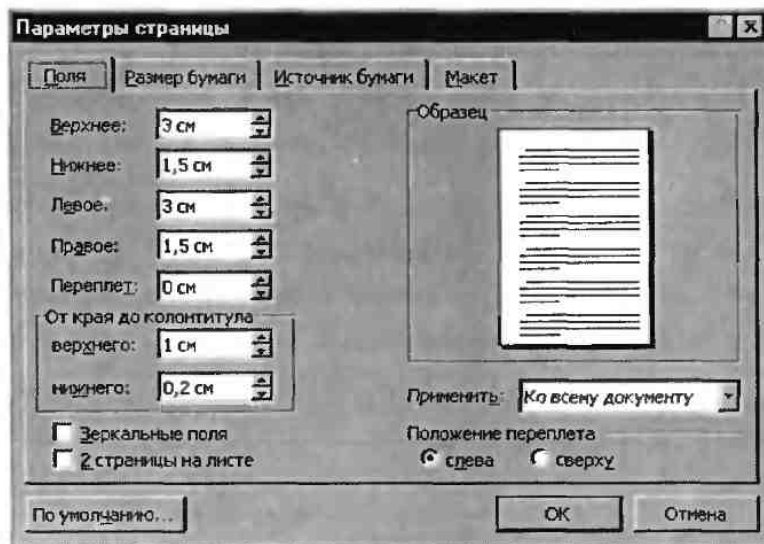 Параметры страницы
Поля Размер бумаги Источник бумаги Макет
Верхнее: 3 см
Нижнее: 1,5 см
Левое: 3 см
Правое: 1,5 см
Переплет: 0 см
От края до колонтитула
верхнего: 1 см
нижнего: 0,2 см
Зеркальные поля
2 страницы на листе
Образец
Применить: Ко всему документу
Положение переплета
слева сверху
По умолчанию... ОК Отмена